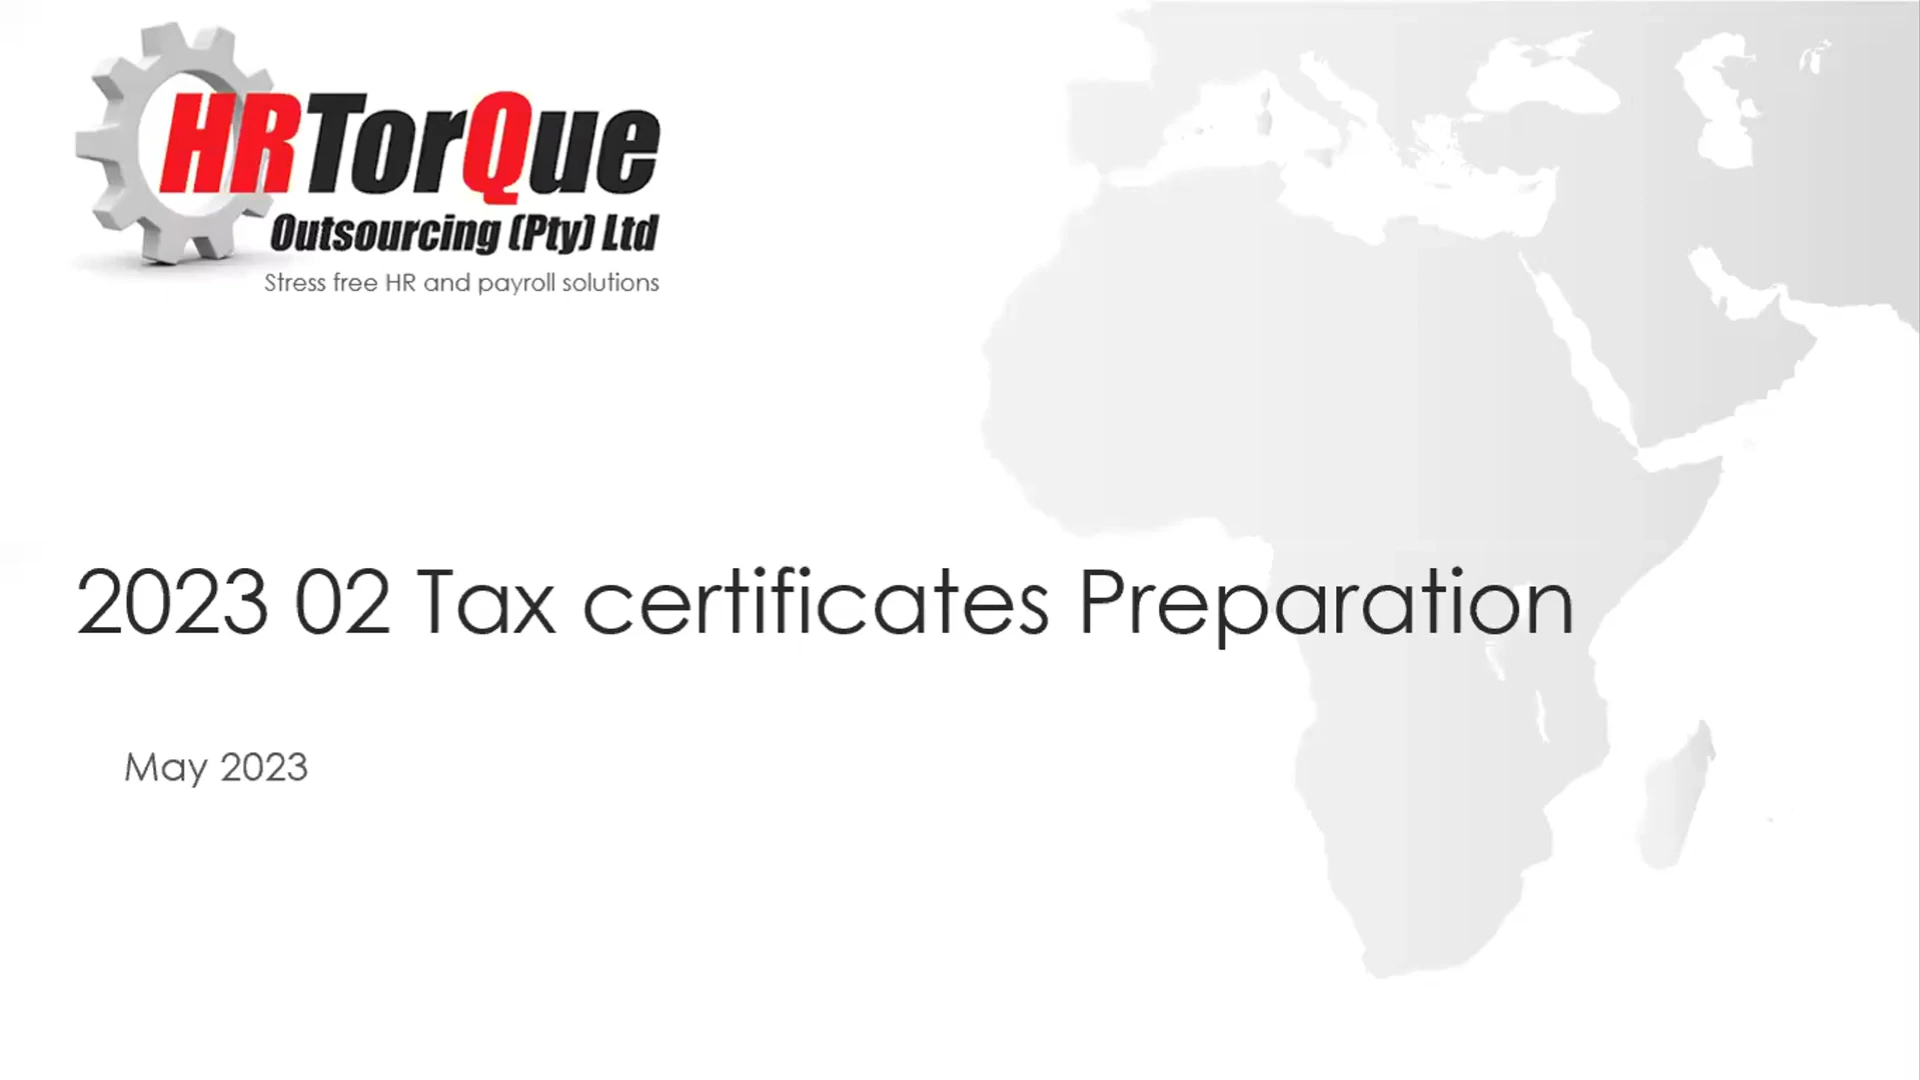 HRTorQue
Outsourcing (Pty) Ltd
Stress free HR and payroll solutions
2023 02 Tax certificates Preparation
May 2023